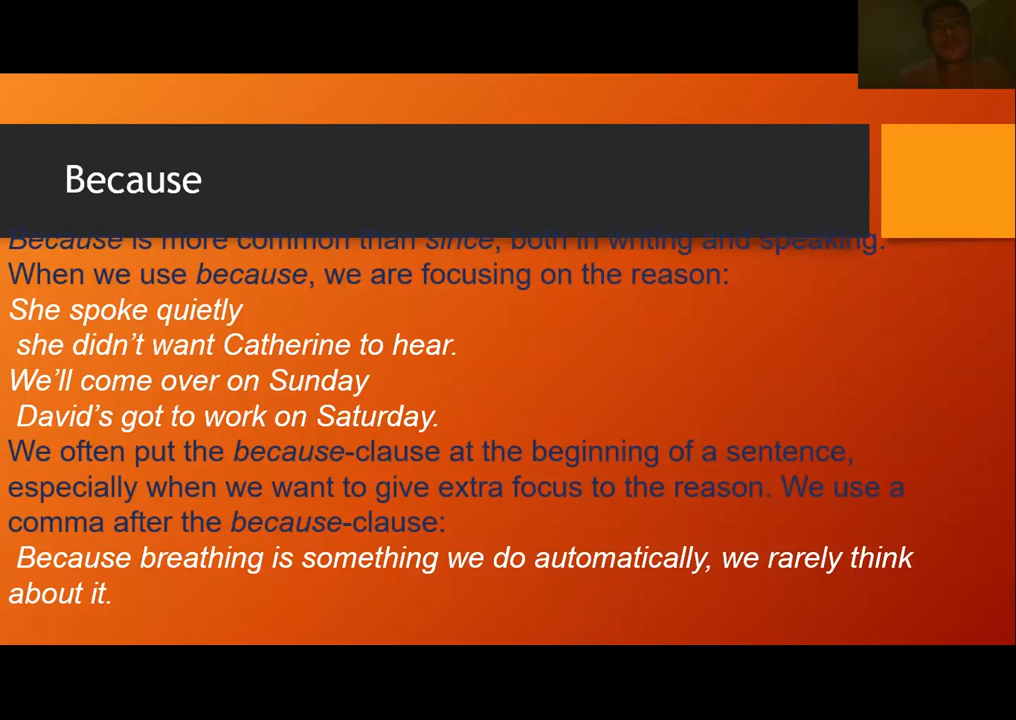 Because
Because is more common than since, both in writing and speaking.
When we use because, we are focusing on the reason:
She spoke quietly
she didn’t want Catherine to hear.
We’ll come over on Sunday
David’s got to work on Saturday.
We often put the because-clause at the beginning of a sentence,
especially when we want to give extra focus to the reason. We use a
comma after the because-clause:
Because breathing is something we do automatically, we rarely think
about it.